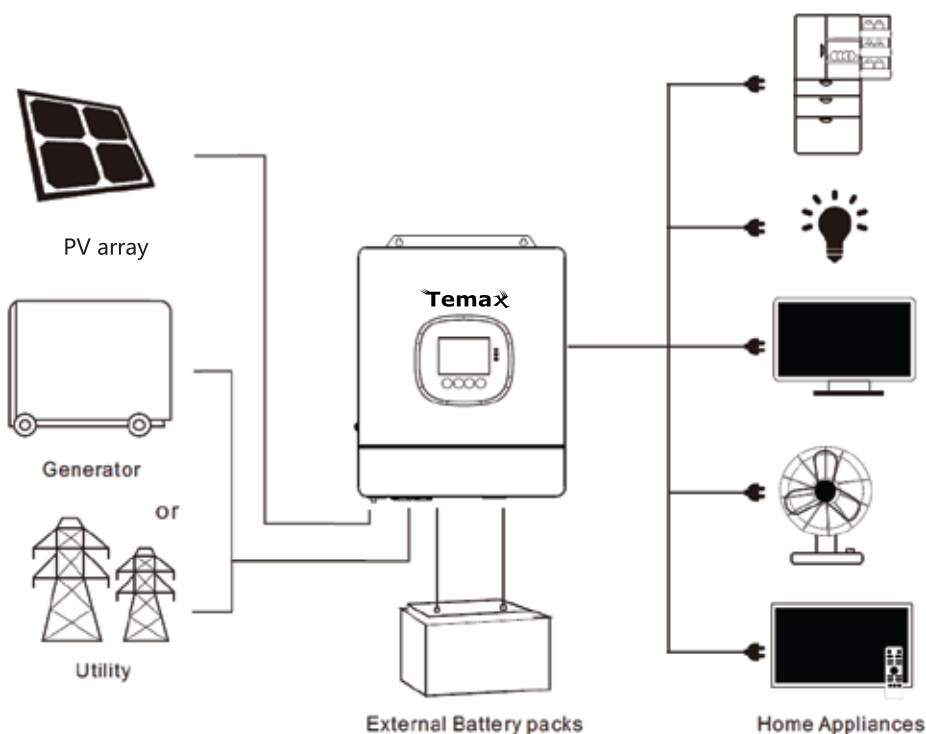 PV array
Temax
Generator
or
Utility
External Battery packs
Home Appliances